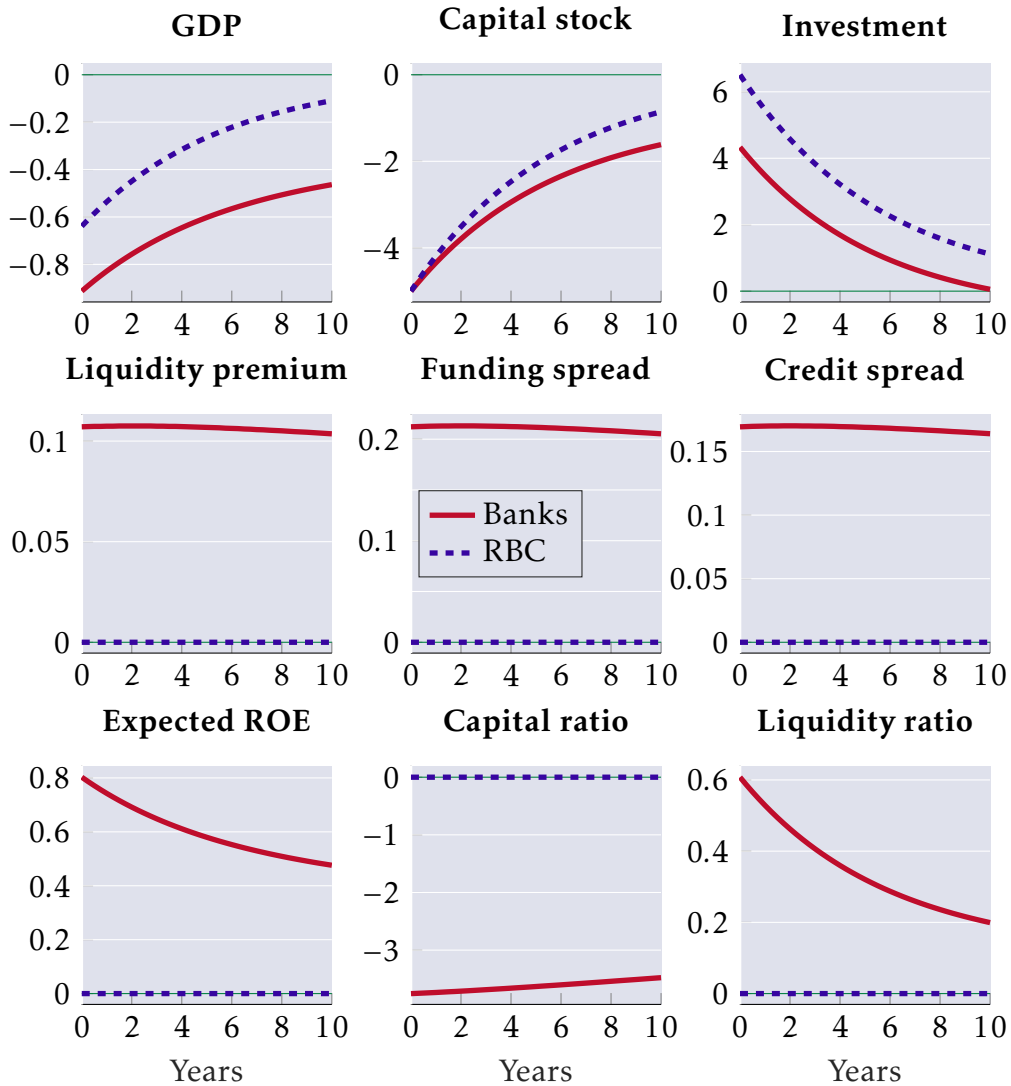 GDP
Capital stock
Investment
0
−0.2
−0.4
−0.6
−0.8
0 2 4 6 8 10
0
−2
−4
0 2 4 6 8 10
6
4
2
0
0 2 4 6 8 10
Liquidity premium
Funding spread
Credit spread
0.1
0.05
0
0 2 4 6 8 10
0.2
0.1
0
Banks
RBC
0 2 4 6 8 10
0.15
0.1
0.05
0
0 2 4 6 8 10
Expected ROE
Capital ratio
Liquidity ratio
0.8
0.6
0.4
0.2
0
0 2 4 6 8 10
Years
0
−1
−2
−3
0 2 4 6 8 10
Years
0.6
0.4
0.2
0
0 2 4 6 8 10
Years